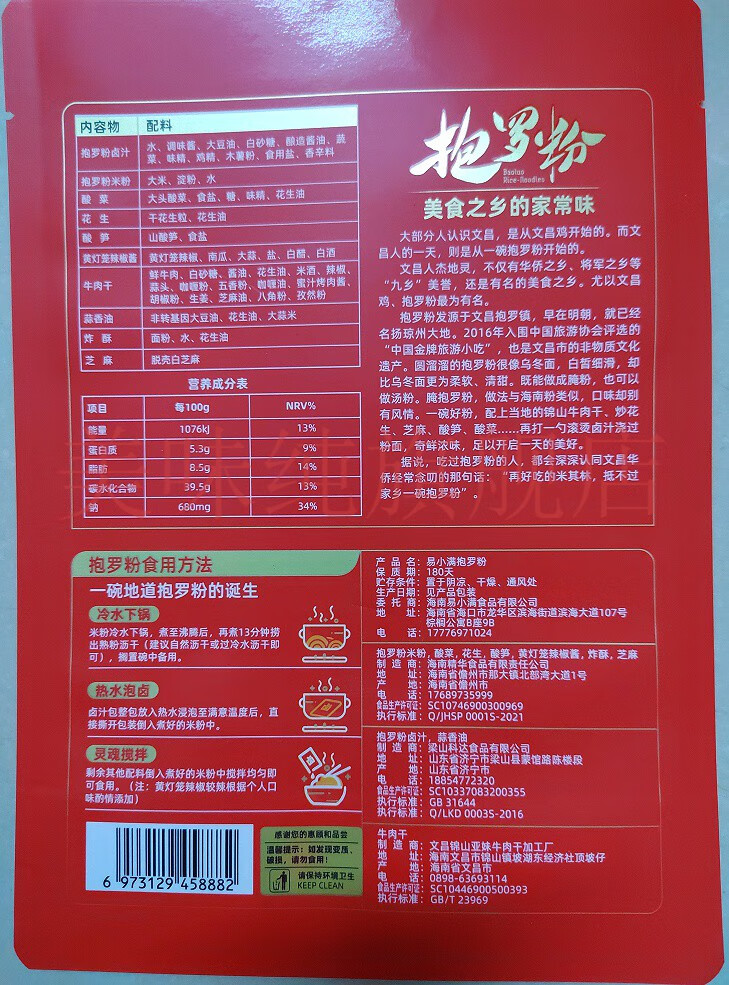 内容物 配料
抱罗粉卤汁 水、调味酱、大豆油、白砂糖、酿造酱油、蔬
菜、味精、鸡精、木薯粉、食用盐、香辛料
抱罗粉米粉 大米、淀粉、水
酸菜 大头酸菜、食盐、糖、味精、花生油
花生 干花生粒、花生油
酸笋 山酸笋、食盐
黄灯笼辣椒酱 黄灯笼辣椒、南瓜、大蒜、盐、白醋、白酒
牛肉干 鲜牛肉、白砂糖、酱油、花生油、米酒、辣椒、
蒜头、咖喱粉、五香粉、咖喱油、蜜汁烤肉酱、
胡椒粉、生姜、芝麻油、八角粉、孜然粉
蒜香油 非转基因大豆油、花生油、大蒜米
炸酥 面粉、水、花生油
芝麻 脱壳白芝麻
营养成分表
项目 每100g NRV%
能量 1076kJ 13%
蛋白质 5.3g 9%
脂肪 8.5g 14%
碳水化合物 39.5g 13%
钠 680mg 34%
抱罗粉
Baoluo
Rice-Noodles
美食之乡的家常味
大部分人认识文昌，是从文昌鸡开始的。而文
昌人的一天，则是从一碗抱罗粉开始的。
文昌人杰地灵，不仅有华侨之乡、将军之乡等
“九乡”美誉，还是有名的美食之乡。尤以文昌
鸡、抱罗粉最为有名。
抱罗粉发源于文昌抱罗镇，早在明朝，就已经
名扬琼州大地。2016年入围中国旅游协会评选的
“中国金牌旅游小吃”，也是文昌市的非物质文化
遗产。圆溜溜的抱罗粉很像乌冬面，白皙细滑，却
比乌冬面更为柔软、清甜。既能做成腌粉，也可以
做汤粉。腌抱罗粉，做法与海南粉类似，口味却别
有风情。一碗好粉，配上当地的锦山牛肉干、炒花
生、芝麻、酸笋、酸菜……再打一勺滚烫卤汁浇过
粉面，奇鲜浓味，足以开启一天的美好。
据说，吃过抱罗粉的人，都会深深认同文昌华
侨经常念叨的那句话：“再好吃的米其林，抵不过
家乡一碗抱罗粉”。
美味纯旗舰店
抱罗粉食用方法
一碗地道抱罗粉的诞生
冷水下锅
米粉冷水下锅，煮至沸腾后，再煮13分钟捞
出熟粉沥干（建议自然沥干或过冷水沥干即
可），搁置碗中备用。
热水泡卤
卤汁包整包放入热水浸泡至满意温度后，直
接撕开包装倒入煮好的米粉中。
灵魂搅拌
剩余其他配料倒入煮好的米粉中搅拌均匀即
可食用。（注：黄灯笼辣椒较辣根据个人口
味酌情添加）
6 973129 458882
感谢您的惠顾和品尝
温馨提示：如发现变质、
破损，请勿食用！
请保持环境卫生
KEEP CLEAN
产品名：易小满抱罗粉
保质期：180天
贮存条件：置于阴凉、干燥、通风处
生产日期：见产品包装
委托商：海南易小满食品有限公司
地址：海南省海口市龙华区滨海街道滨海大道107号
棕榈公寓B座9B
电话：17776971024
抱罗粉米粉，酸菜，花生，酸笋，黄灯笼辣椒酱，炸酥，芝麻
制造商：海南精华食品有限责任公司
地址：海南省儋州市那大镇北部湾大道1号
产地：海南省儋州市
电话：17689735999
食品生产许可证：SC10746900300969
执行标准：Q/JHSP 0001S-2021
抱罗粉卤汁，蒜香油
制造商：梁山科达食品有限公司
地址：山东省济宁市梁山县蒙馆路陈楼段
产地：山东省济宁市
电话：18854772320
食品生产许可证：SC10337083200355
执行标准：GB 31644
执行标准：Q/LKD 0003S-2016
牛肉干
制造商：文昌锦山亚妹牛肉干加工厂
地址：海南文昌市锦山镇坡湖东经济社顶坡仔
产地：海南省文昌市
电话：0898-63693114
食品生产许可证：SC10446900500393
执行标准：GB/T 23969